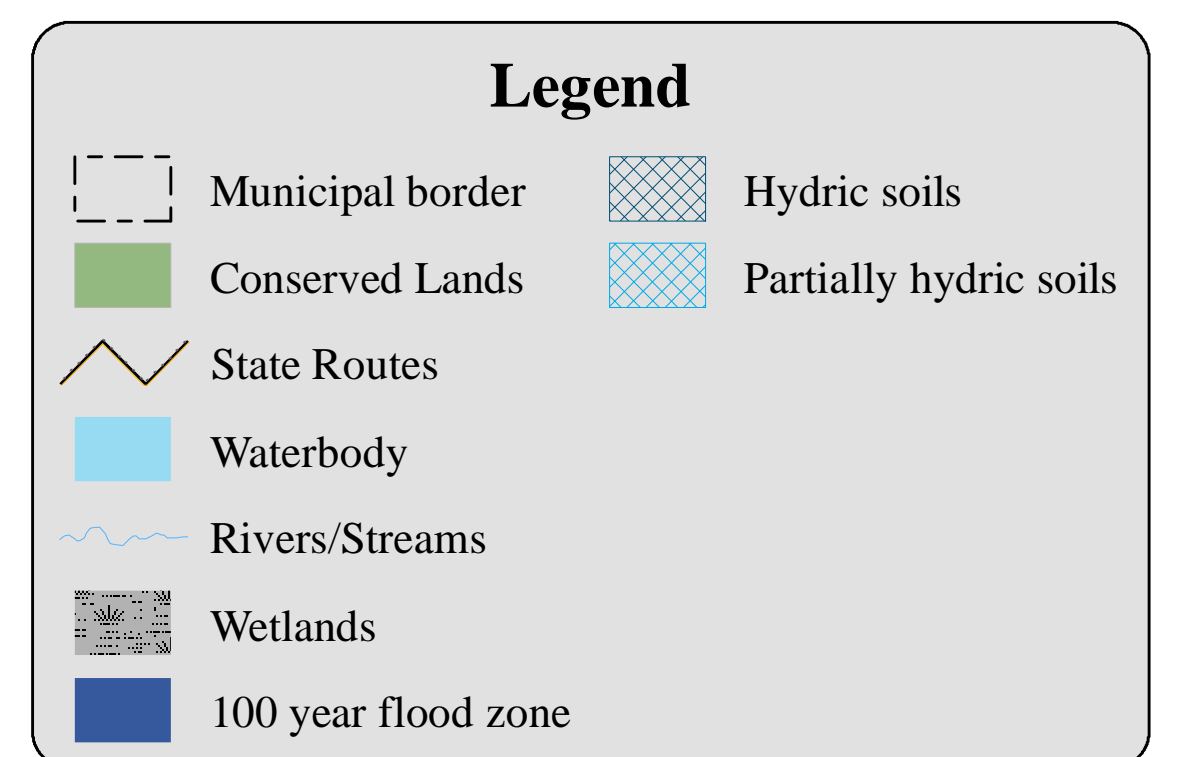 Legend
Municipal border
Conserved Lands
State Routes
Waterbody
Rivers/Streams
Wetlands
100 year flood zone
Hydric soils
Partially hydric soils